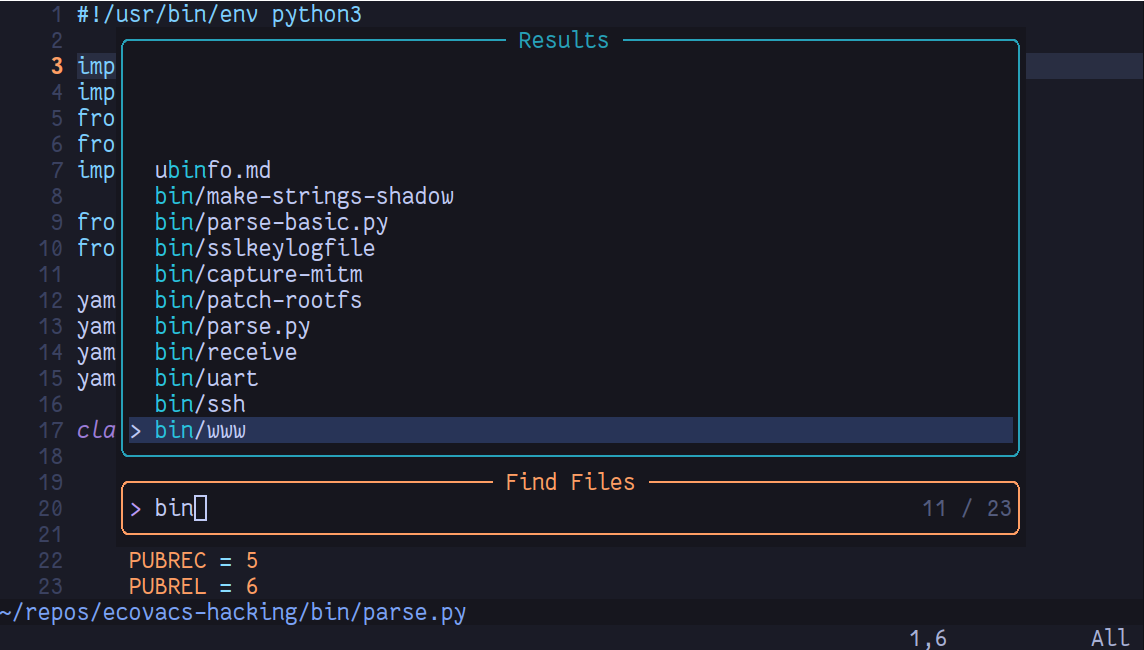 1 #!/usr/bin/env python3
2
Results
3 imp
4 imp
5 fro
6 fro
7 imp ubinfo.md
8 bin/make-strings-shadow
9 fro bin/parse-basic.py
10 fro bin/sslkeylogfile
11 bin/capture-mitm
12 yam bin/patch-rootfs
13 yam bin/parse.py
14 yam bin/receive
15 yam bin/uart
16 bin/ssh
17 cla > bin/www
18
19 Find Files
20 > bin 11 / 23
21
22 PUBREC = 5
23 PUBREL = 6
~/repos/ecovacs-hacking/bin/parse.py
1,6 All